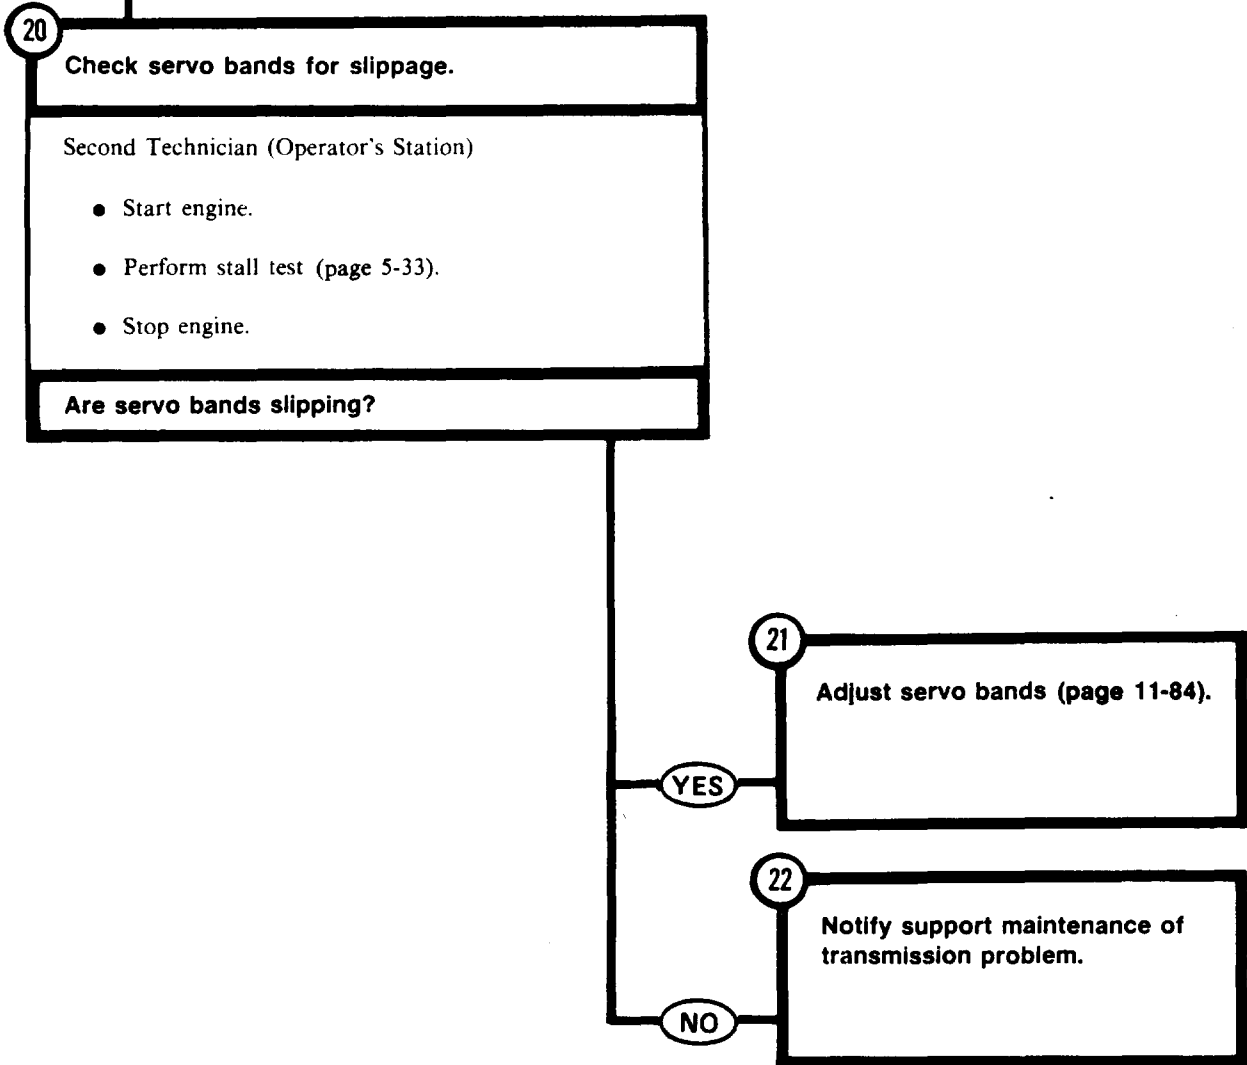 20
Check servo bands for slippage.
Second Technician (Operator's Station)
● Start engine.
● Perform stall test (page 5-33).
● Stop engine.
Are servo bands slipping?
21
Adjust servo bands (page 11-84).
YES
22
Notify support maintenance of
transmission problem.
NO